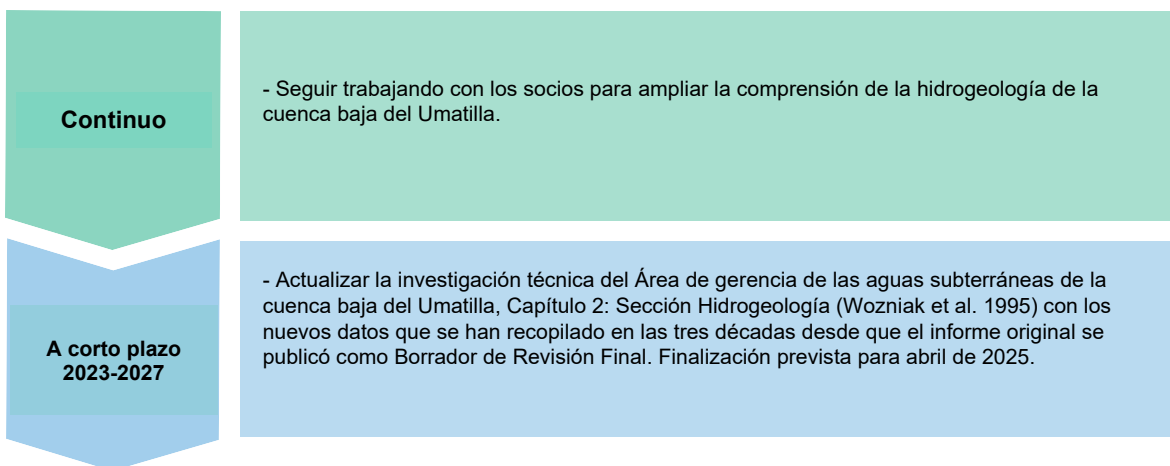 Continuo
- Seguir trabajando con los socios para ampliar la comprensión de la hidrogeología de la
cuenca baja del Umatilla.
A corto plazo
2023-2027
- Actualizar la investigación técnica del Área de gerencia de las aguas subterráneas de la
cuenca baja del Umatilla, Capítulo 2: Sección Hidrogeología (Wozniak et al. 1995) con los
nuevos datos que se han recopilado en las tres décadas desde que el informe original se
publicó como Borrador de Revisión Final. Finalización prevista para abril de 2025.